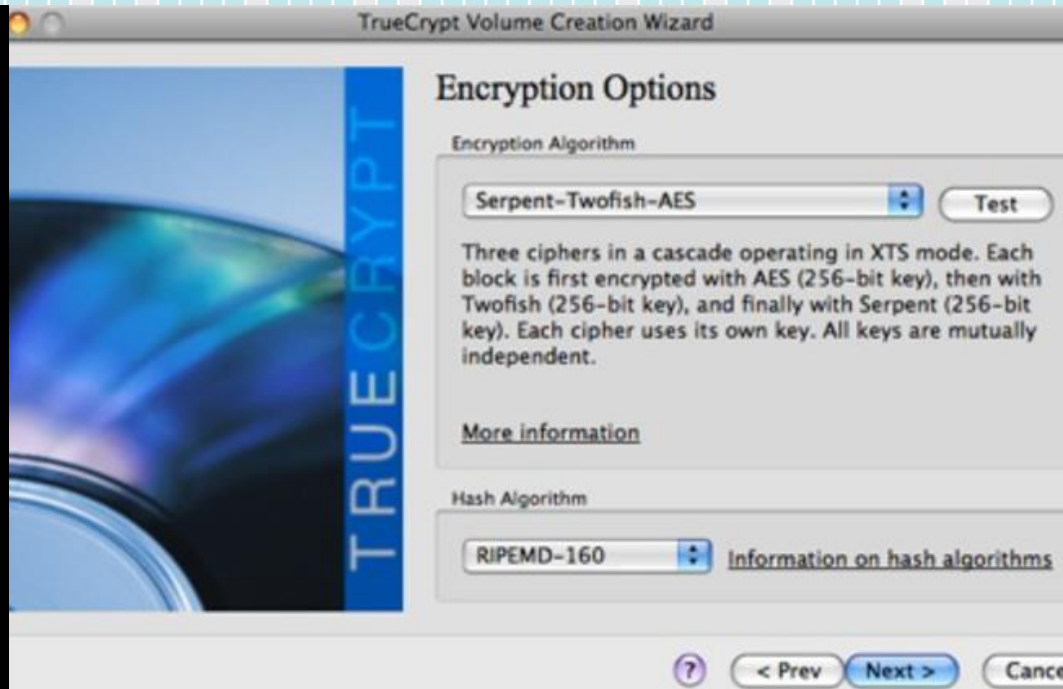 TrueCrypt Volume Creation Wizard
TRUECRYPT
Encryption Options
Encryption Algorithm
Serpent-Twofish-AES
Test
Three ciphers in a cascade operating in XTS mode. Each
block is first encrypted with AES (256-bit key), then with
Twofish (256-bit key), and finally with Serpent (256-bit
key). Each cipher uses its own key. All keys are mutually
independent.
More information
Hash Algorithm
RIPEMD-160
Information on hash algorithms
?
< Prev
Next >
Cance